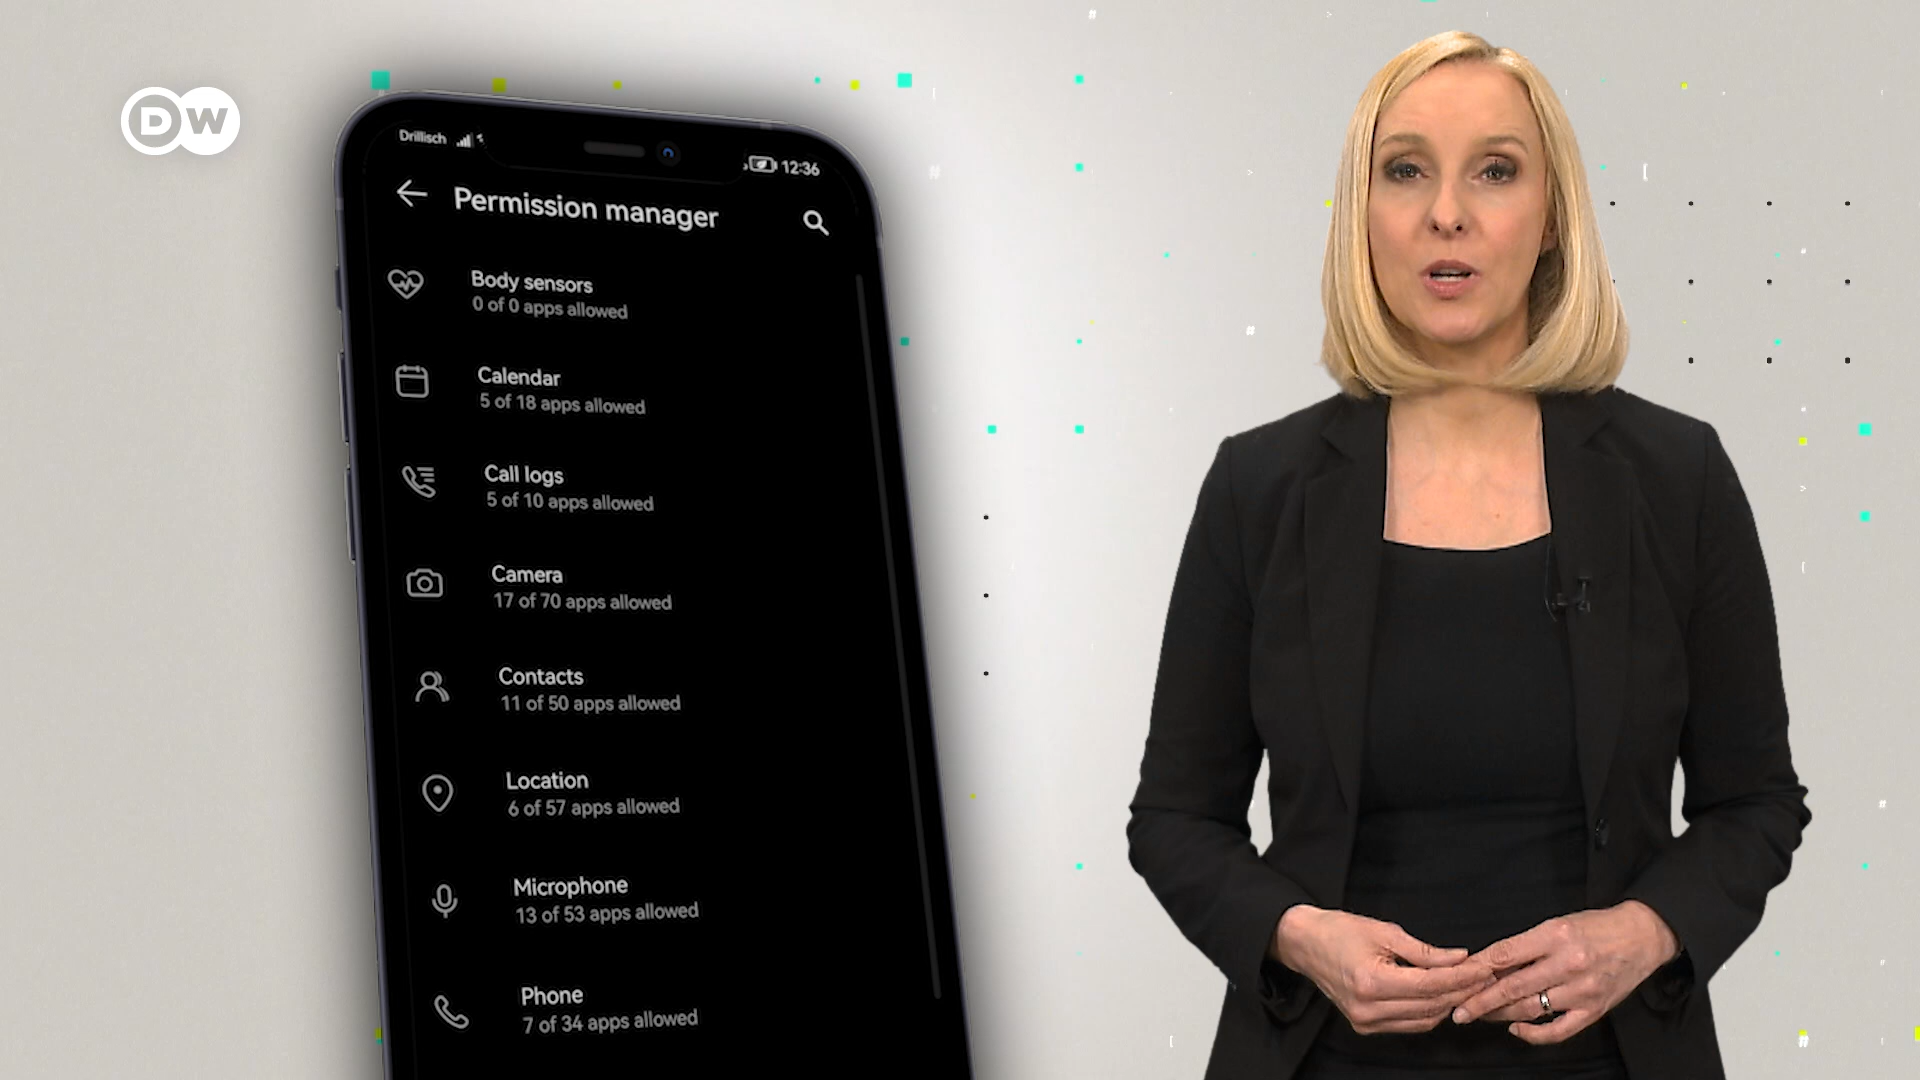 DW
Drillisch
12:36
Permission manager
Body sensors
0 of 0 apps allowed
Calendar
5 of 18 apps allowed
Call logs
5 of 10 apps allowed
Camera
17 of 70 apps allowed
Contacts
11 of 50 apps allowed
Location
6 of 57 apps allowed
Microphone
13 of 53 apps allowed
Phone
7 of 34 apps allowed